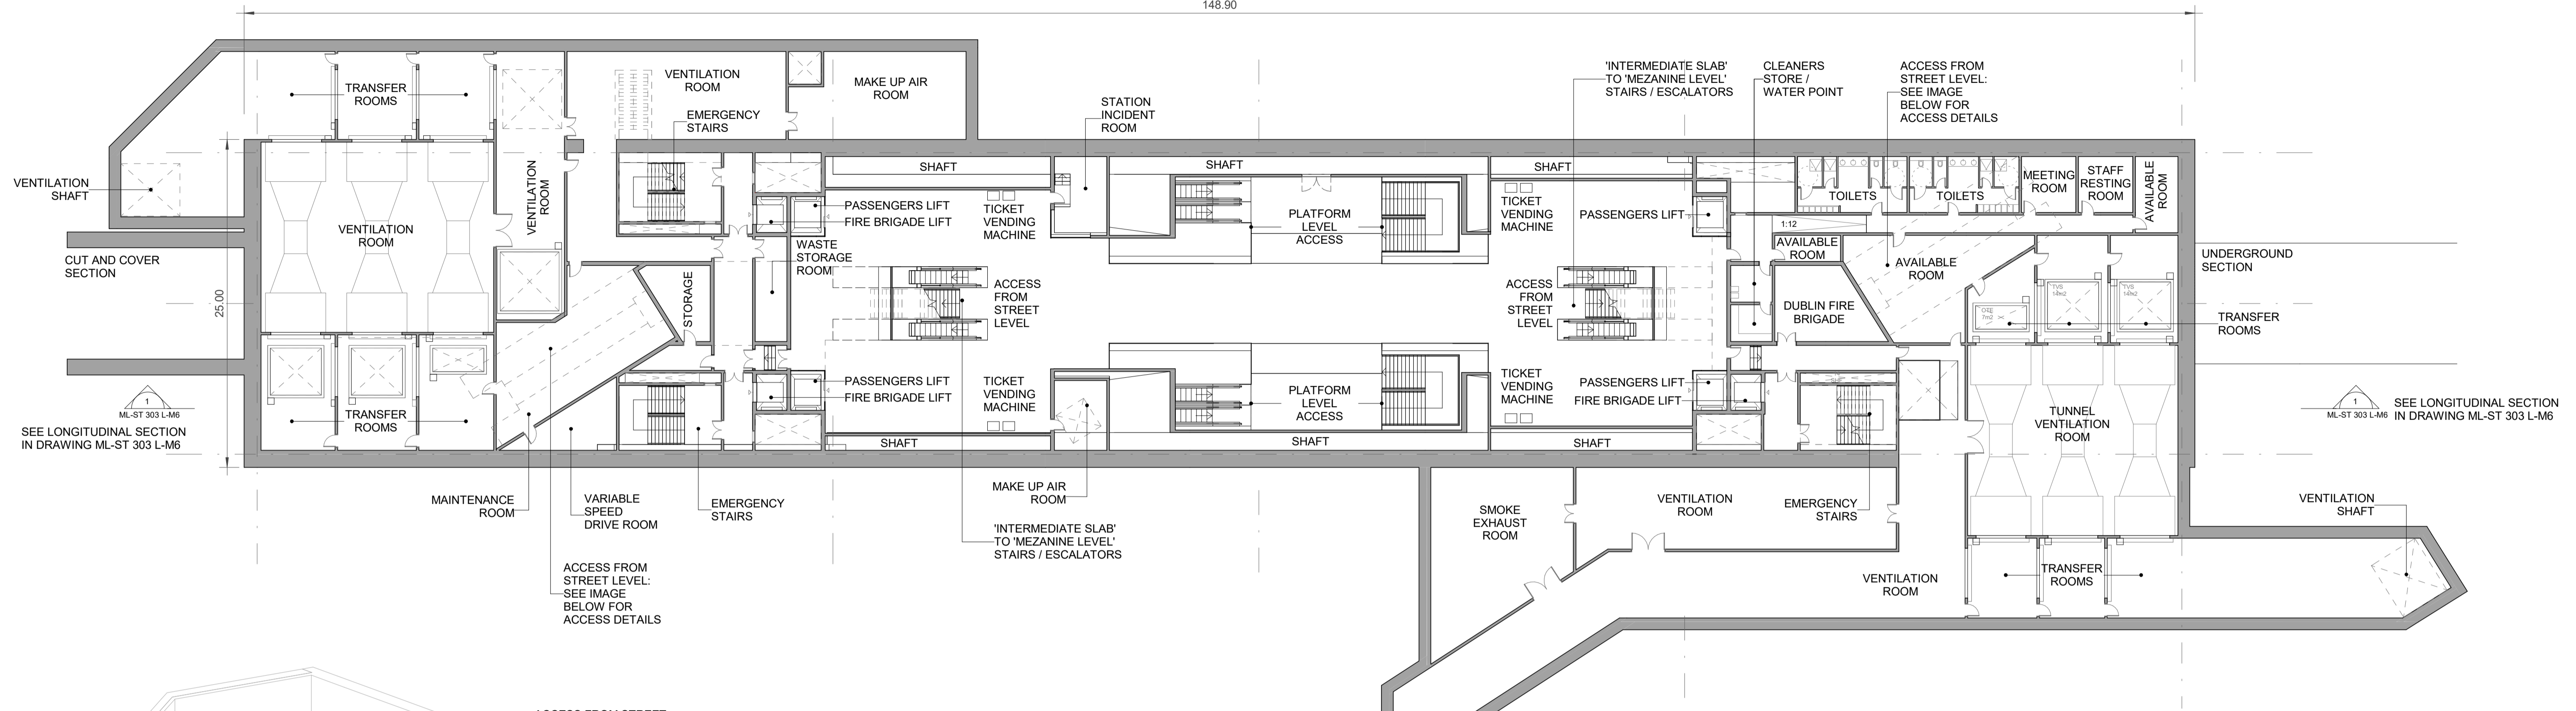 148.90
VENTILATION
ROOM
TRANSFER
ROOMS
MAKE UP AIR
ROOM
EMERGENCY
STAIRS
STATION
INCIDENT
ROOM
'INTERMEDIATE SLAB'
TO 'MEZANINE LEVEL'
STAIRS / ESCALATORS
CLEANERS
STORE /
WATER POINT
ACCESS FROM
STREET LEVEL:
SEE IMAGE
BELOW FOR
ACCESS DETAILS
VENTILATION
SHAFT
VENTILATION
ROOM
SHAFT
SHAFT
SHAFT
VENTILATION
ROOM
PASSENGERS LIFT
FIRE BRIGADE LIFT
TICKET
VENDING
MACHINE
PLATFORM
LEVEL
ACCESS
TICKET
VENDING
MACHINE
PASSENGERS LIFT
TOILETS
TOILETS
MEETING
ROOM
STAFF
RESTING
ROOM
AVAILABLE
ROOM
1:12
CUT AND COVER
SECTION
WASTE
STORAGE
ROOM
AVAILABLE
ROOM
AVAILABLE
ROOM
UNDERGROUND
SECTION
25.00
STORAGE
ACCESS
FROM
STREET
LEVEL
ACCESS
FROM
STREET
LEVEL
DUBLIN FIRE
BRIGADE
OTE
7m2
TVS
14m2
TVS
14m2
TRANSFER
ROOMS
1
ML-ST 303 L-M6
SEE LONGITUDINAL SECTION
IN DRAWING ML-ST 303 L-M6
TRANSFER
ROOMS
PASSENGERS LIFT
FIRE BRIGADE LIFT
TICKET
VENDING
MACHINE
PLATFORM
LEVEL
ACCESS
TICKET
VENDING
MACHINE
PASSENGERS LIFT
FIRE BRIGADE LIFT
TUNNEL
VENTILATION
ROOM
1
ML-ST 303 L-M6
SEE LONGITUDINAL SECTION
IN DRAWING ML-ST 303 L-M6
SHAFT
SHAFT
SHAFT
MAINTENANCE
ROOM
VARIABLE
SPEED
DRIVE ROOM
EMERGENCY
STAIRS
MAKE UP AIR
ROOM
'INTERMEDIATE SLAB'
TO 'MEZANINE LEVEL'
STAIRS / ESCALATORS
SMOKE
EXHAUST
ROOM
VENTILATION
ROOM
EMERGENCY
STAIRS
VENTILATION
SHAFT
ACCESS FROM
STREET LEVEL:
SEE IMAGE
BELOW FOR
ACCESS DETAILS
VENTILATION
ROOM
TRANSFER
ROOMS